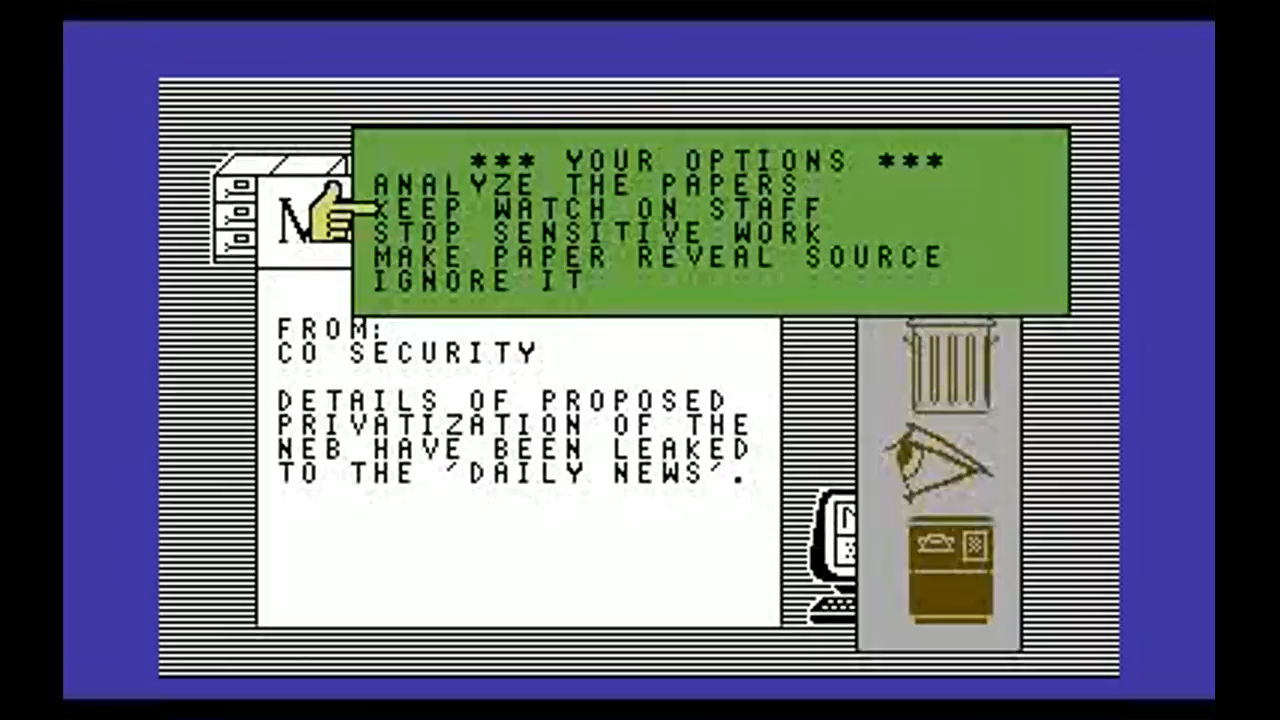 *** YOUR OPTIONS ***
ANALYZE THE PAPERS
KEEP WATCH ON STAFF
STOP SENSITIVE WORK
MAKE PAPER REVEAL SOURCE
IGNORE IT
FROM:
CO SECURITY
DETAILS OF PROPOSED
PRIVATIZATION OF THE
NEB HAVE BEEN LEAKED
TO THE 'DAILY NEWS'.